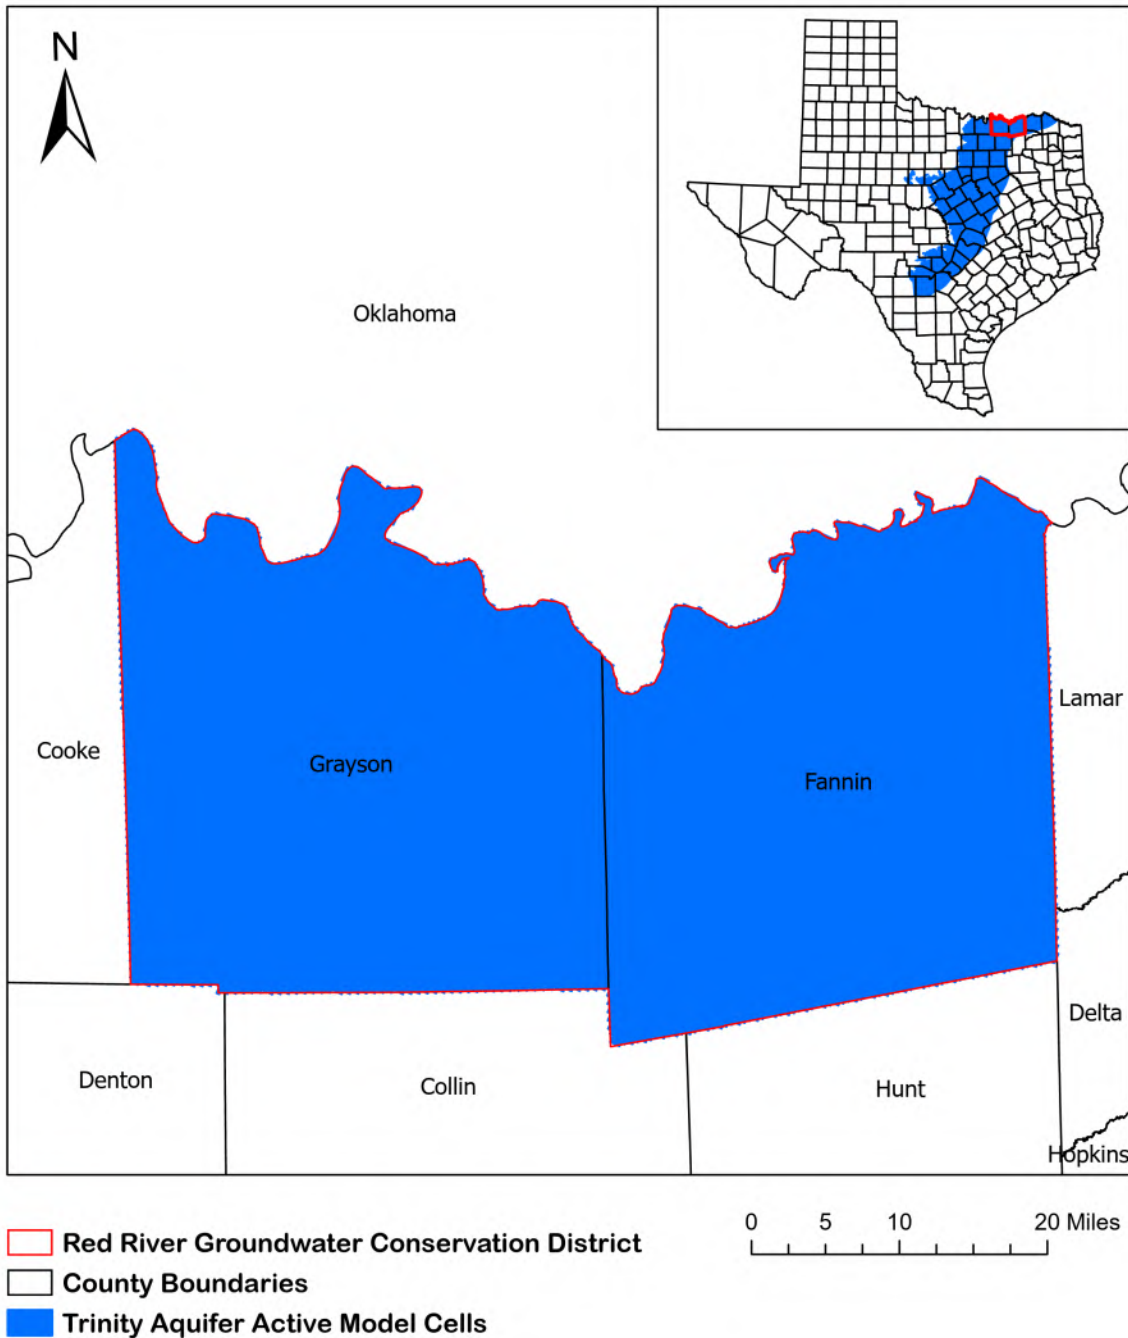 N
Oklahoma
Lamar
Cooke
Grayson
Fannin
Delta
Denton
Collin
Hunt
Hopkins
0 5 10 20 Miles
Red River Groundwater Conservation District
County Boundaries
Trinity Aquifer Active Model Cells